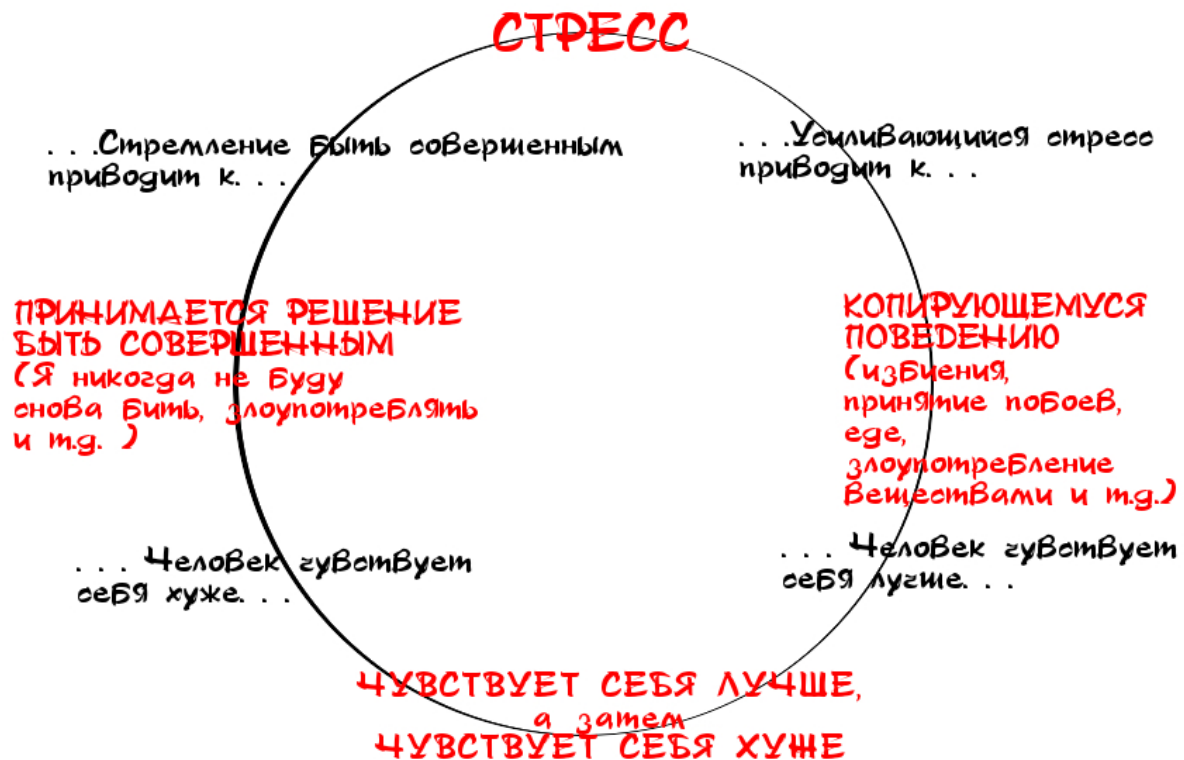 СТРЕСС
. . .Усиливающийся стресс
приводит к. . .
КОПИРУЮЩЕМУСЯ
ПОВЕДЕНИЮ
(избиения,
принятие побоев,
еде,
злоупотребление
веществами и т.д.)
. . . Человек чувствует
себя лучше. . .
ЧУВСТВУЕТ СЕБЯ ЛУЧШЕ,
а затем
ЧУВСТВУЕТ СЕБЯ ХУЖЕ
. . . Человек чувствует
себя хуже. . .
ПРИНИМАЕТСЯ РЕШЕНИЕ
БЫТЬ СОВЕРШЕННЫМ
(Я никогда не буду
снова бить, злоупотреблять
и т.д. )
. . .Стремление быть совершенным
приводит к. . .